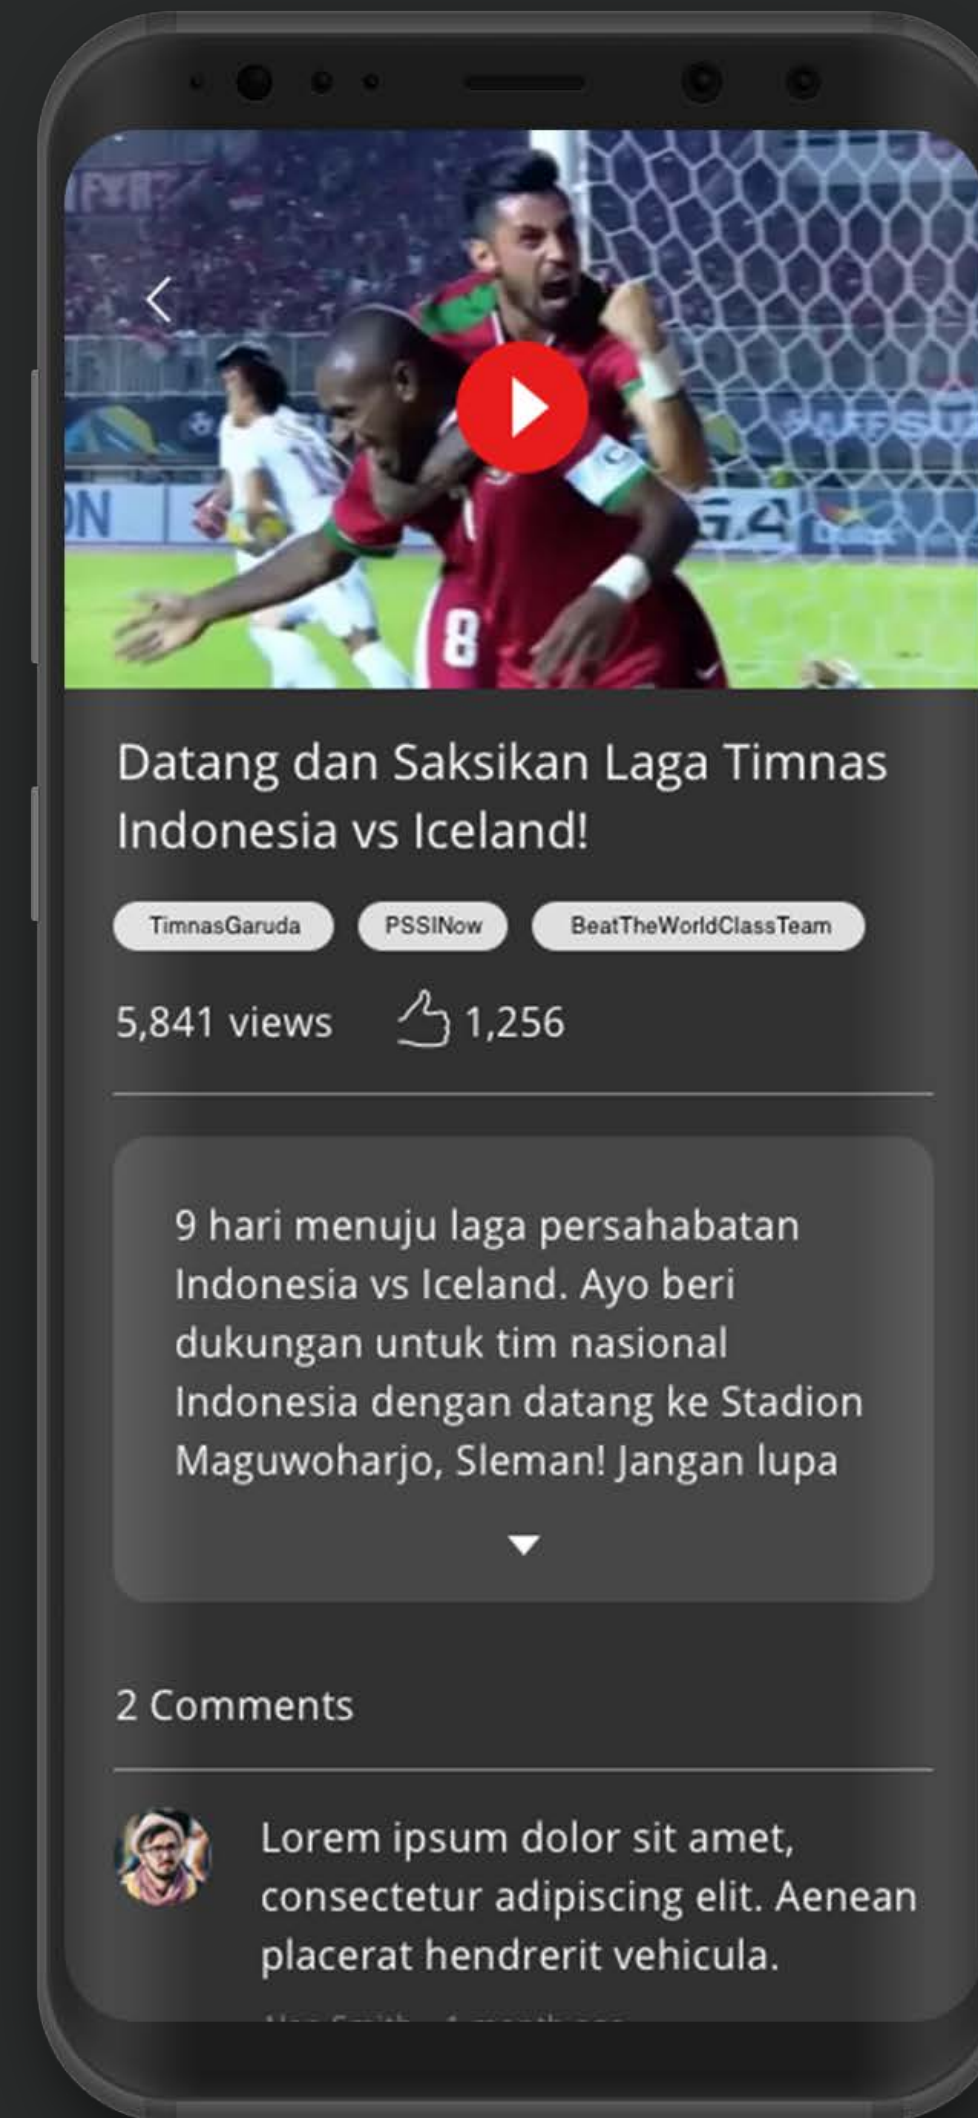 8
Datang dan Saksikan Laga Timnas
Indonesia vs Iceland!
TimnasGaruda PSSINow BeatTheWorldClassTeam
5,841 views 1,256
9 hari menuju laga persahabatan
Indonesia vs Iceland. Ayo beri
dukungan untuk tim nasional
Indonesia dengan datang ke Stadion
Maguwoharjo, Sleman! Jangan lupa
2 Comments
Lorem ipsum dolor sit amet,
consectetur adipiscing elit. Aenean
placerat hendrerit vehicula.